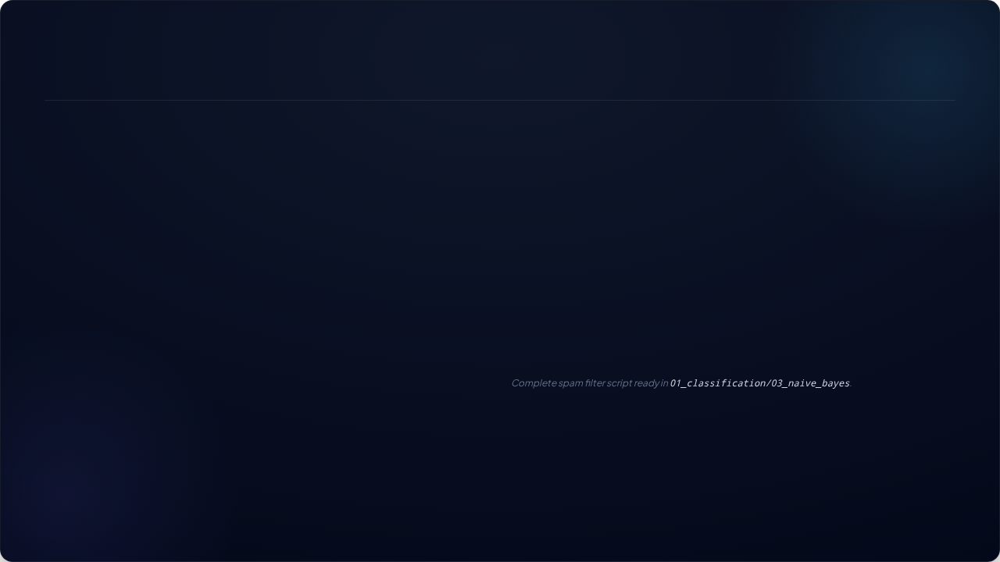 Complete spam filter script ready in 01_classification/03_naive_bayes.